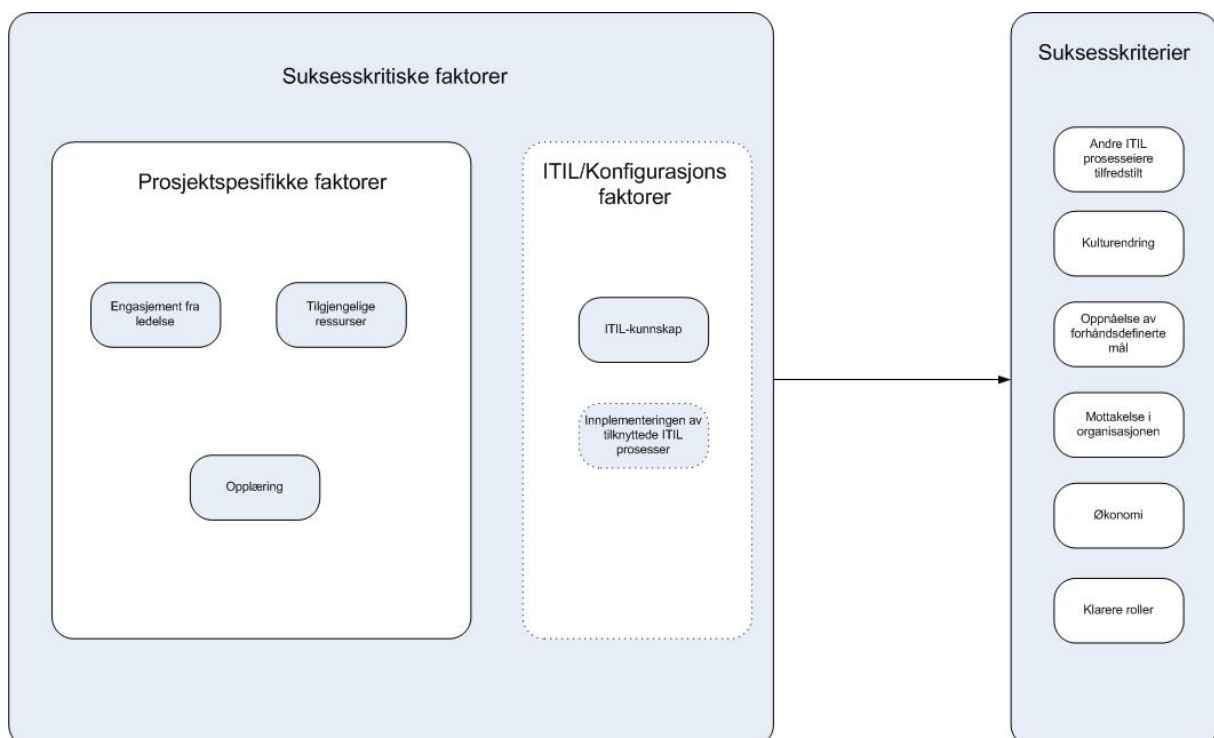 Suksesskritiske faktorer
Prosjektspesifikke faktorer
Engasjement fra
ledelse
Tilgjengelige
ressurser
Opplæring
ITIL/Konfigurasjons
faktorer
ITIL-kunnskap
Innplementeringen av
tilknyttede ITIL
prosesser
Suksesskriterier
Andre ITIL
prosesseiere
tilfredstilt
Kulturendring
Oppnåelse av
forhåndsdefinerte
mål
Mottakelse i
organisasjonen
Økonomi
Klarere roller